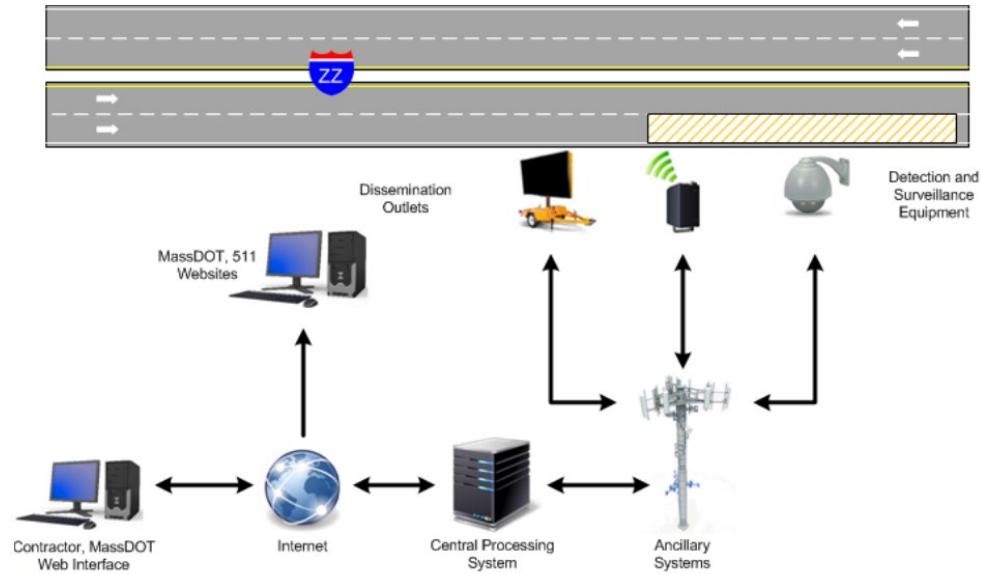 ZZ
Dissemination
Outlets
Detection and
Surveillance
Equipment
MassDOT, 511
Websites
Contractor, MassDOT
Web Interface
Internet
Central Processing
System
Ancillary
Systems